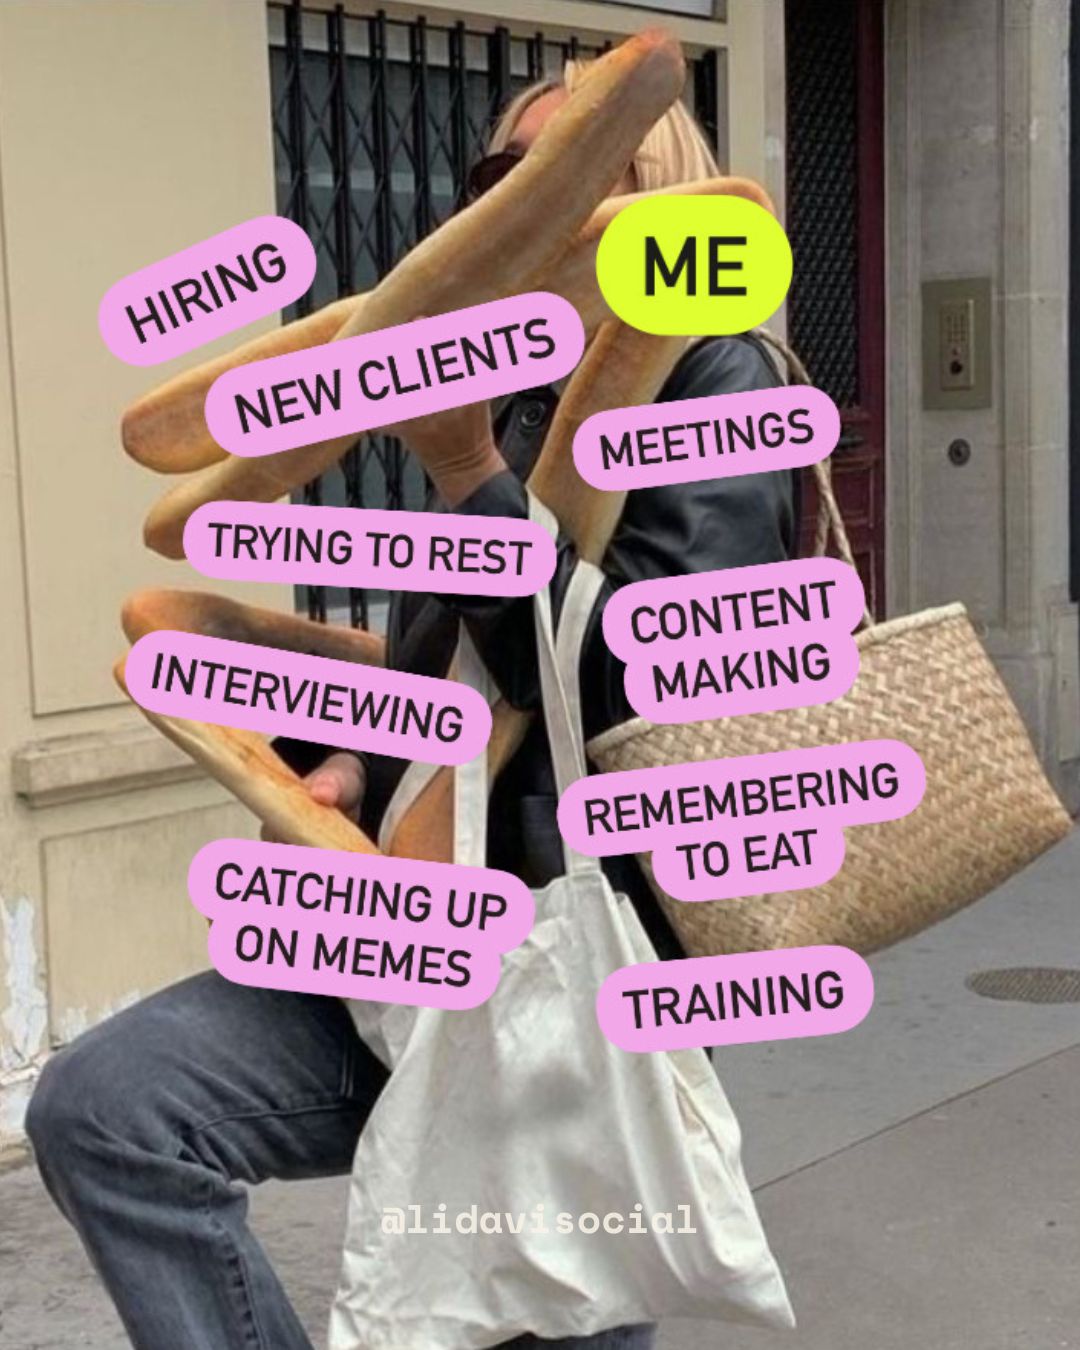 HIRING
ME
NEW CLIENTS
MEETINGS
TRYING TO REST
CONTENT
MAKING
INTERVIEWING
REMEMBERING
TO EAT
CATCHING UP
ON MEMES
TRAINING
@lidavisocial